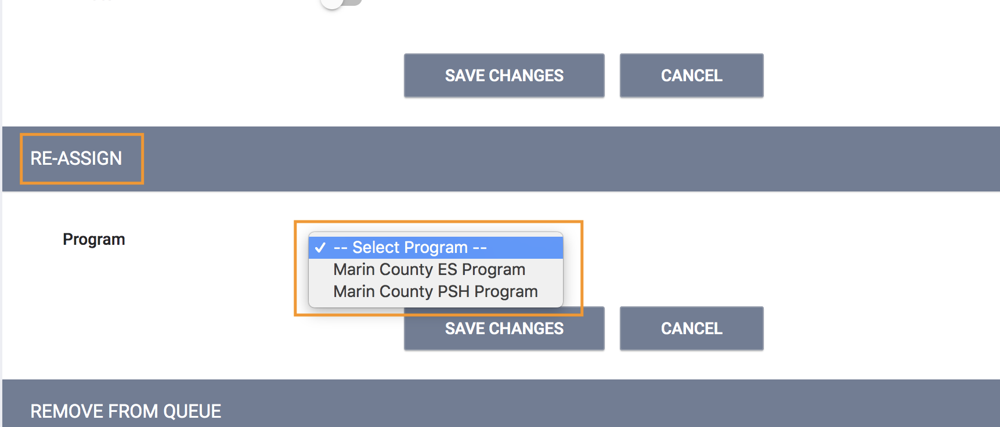 SAVE CHANGES CANCEL
RE-ASSIGN
Program
-- Select Program --
Marin County ES Program
Marin County PSH Program
SAVE CHANGES CANCEL
REMOVE FROM QUEUE